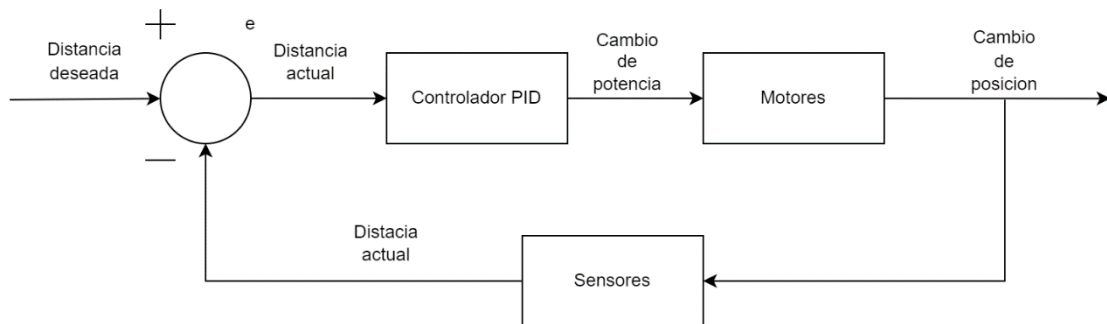 +
e
Distancia
deseada
Distancia
actual
Controlador PID
Cambio
de
potencia
Motores
Cambio
de
posicion
—
Distacia
actual
Sensores